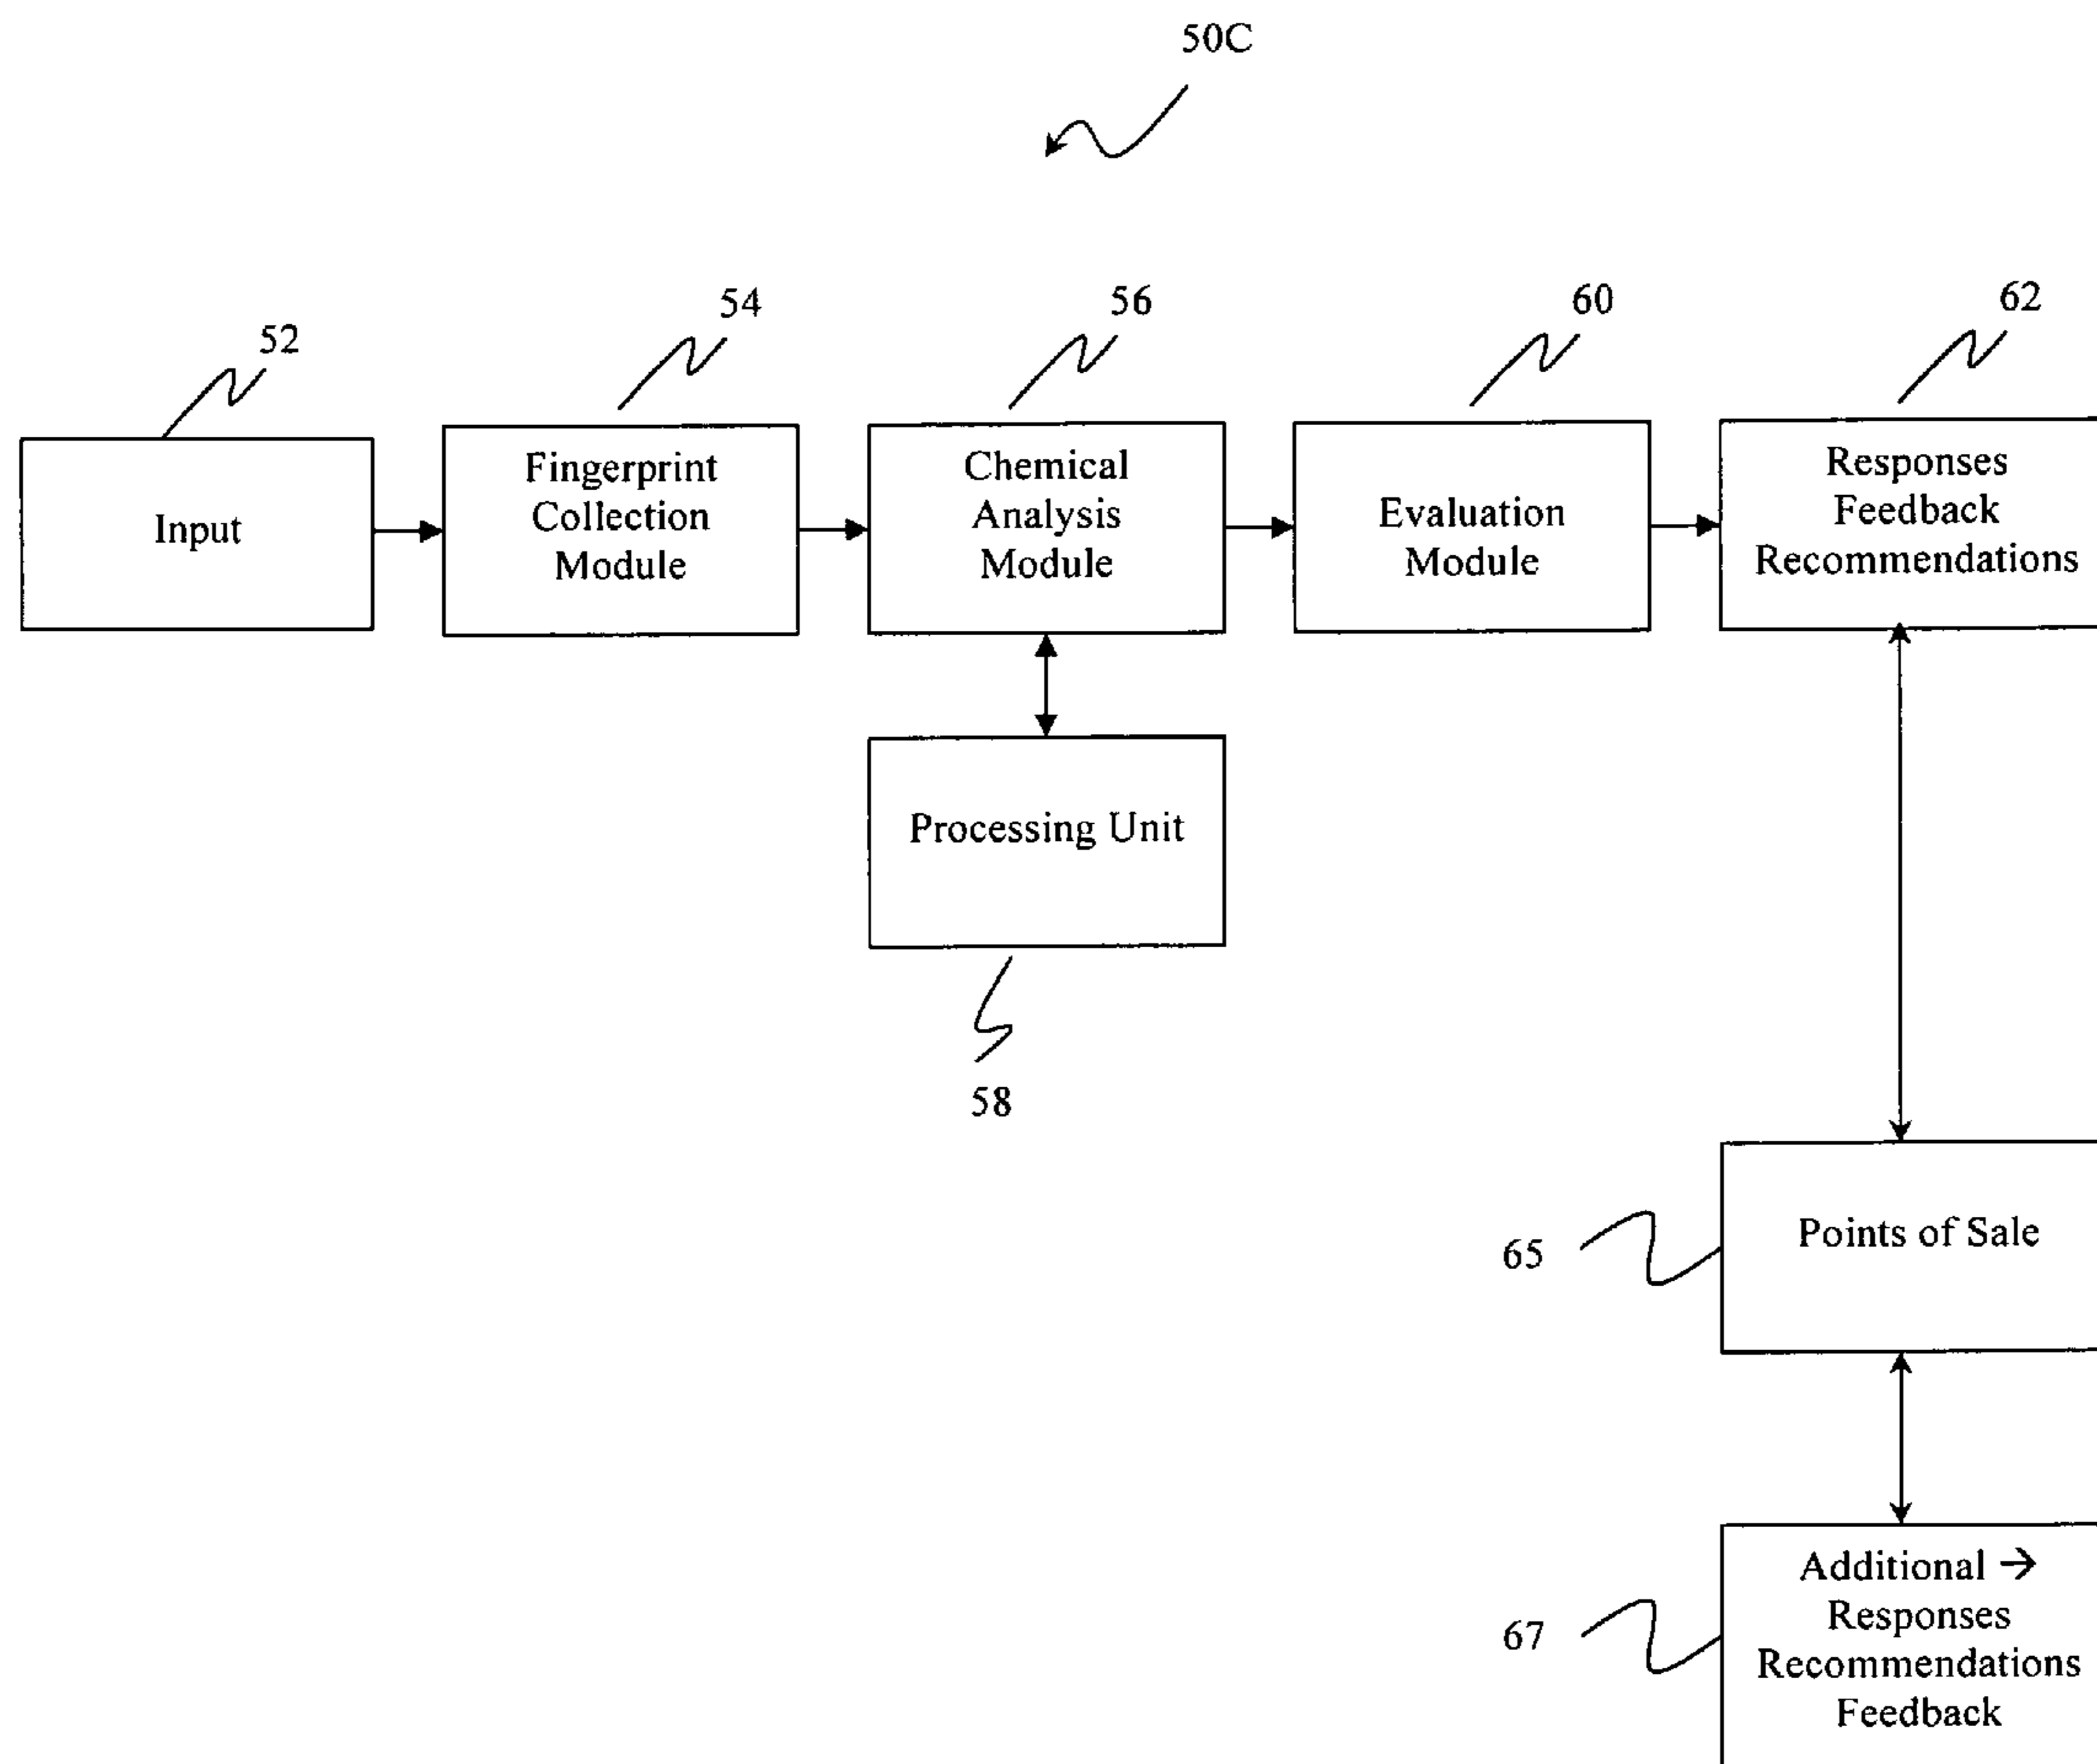 50C
52
54
56
60
62
Input
Fingerprint
Collection
Module
Chemical
Analysis
Module
Evaluation
Module
Responses
Feedback
Recommendations
Processing Unit
58
65
Points of Sale
67
Additional →
Responses
Recommendations
Feedback